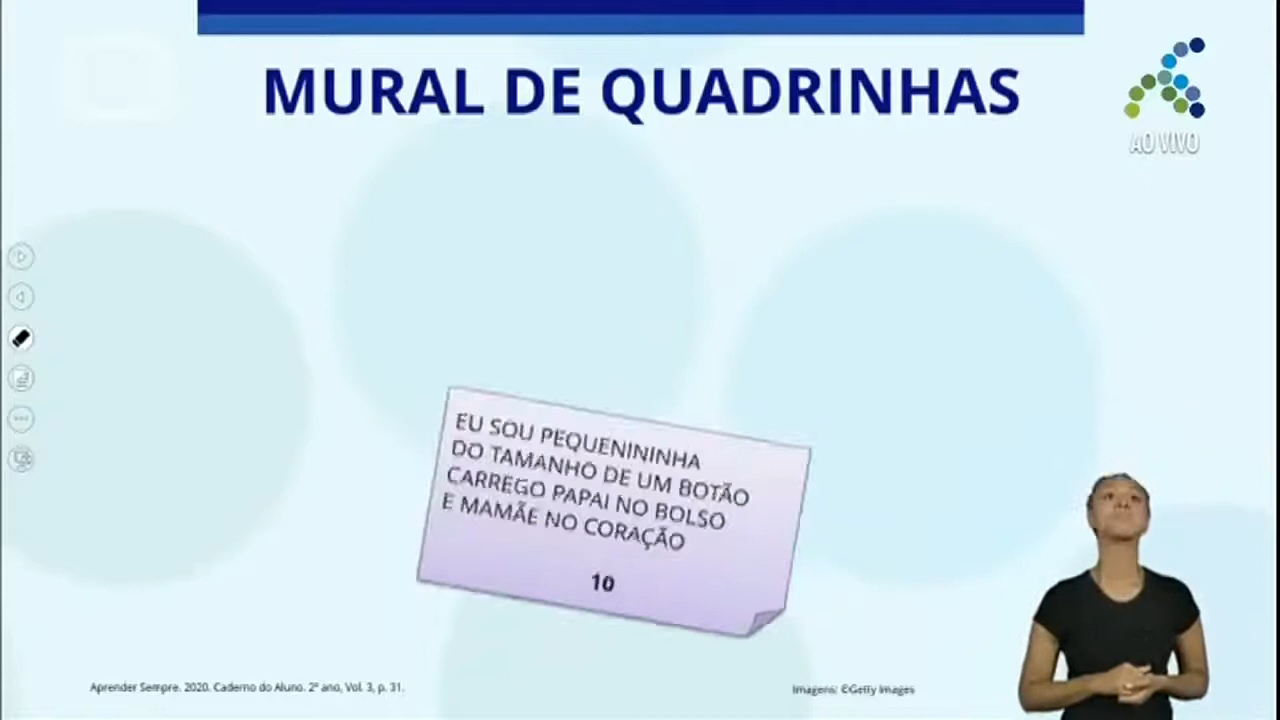 MURAL DE QUADRINHAS
AO VIVO
EU SOU PEQUENININHA
DO TAMANHO DE UM BOTÃO
CARREGO PAPAI NO BOLSO
E MAMÃE NO CORAÇÃO
10
Aprender Sempre. 2020. Caderno do Aluno. 2º ano, Vol. 3, p. 31.
Imagens: ©Getty Images